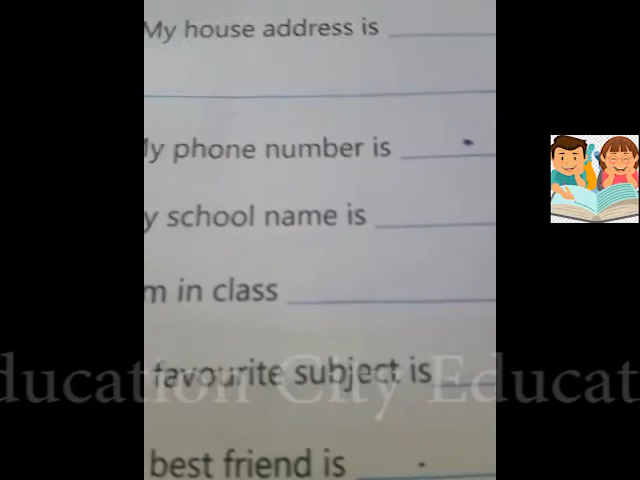 My house address is
y phone number is
y school name is
m in class
favourite subject is
best friend is
ducation City Educat